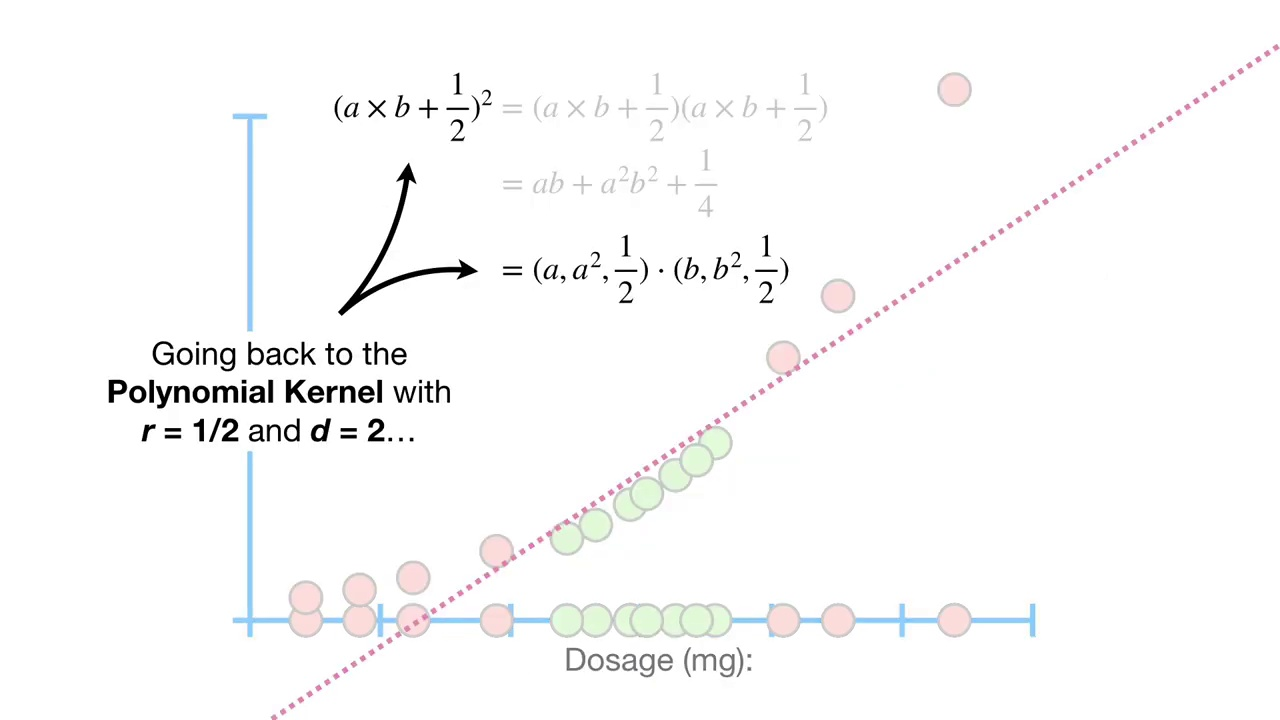 (a × b + 1/2)² = (a × b + 1/2)(a × b + 1/2)
= ab + a²b² + 1/4
= (a, a², 1/2) · (b, b², 1/2)
Going back to the
Polynomial Kernel with
r = 1/2 and d = 2…
Dosage (mg):